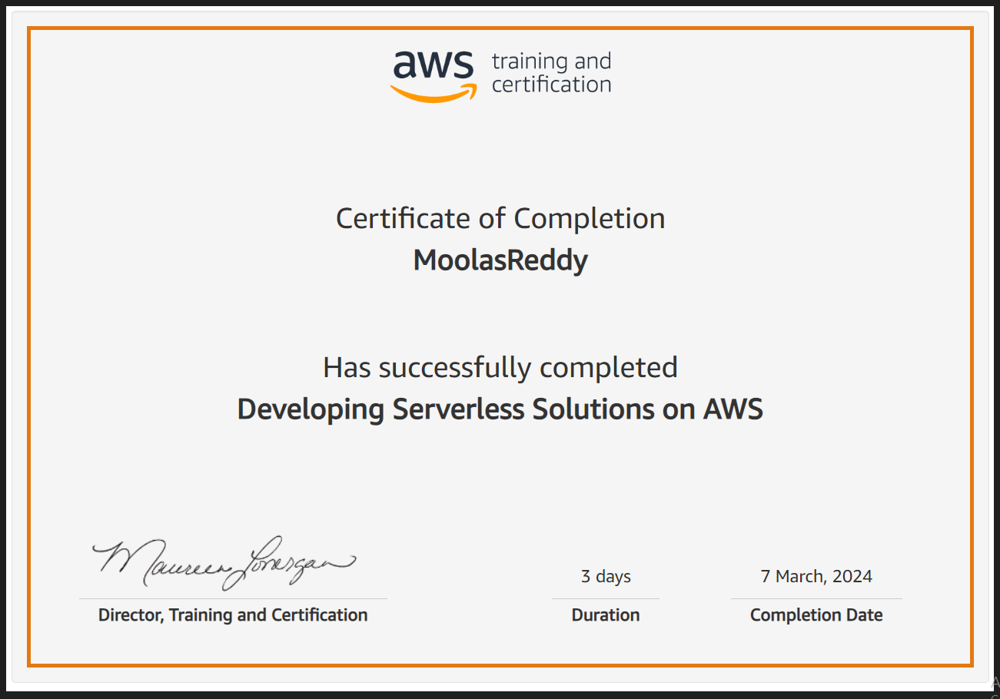 aws training and
certification
Certificate of Completion
MoolasReddy
Has successfully completed
Developing Serverless Solutions on AWS
Maureen Lonergan
Director, Training and Certification
3 days
Duration
7 March, 2024
Completion Date